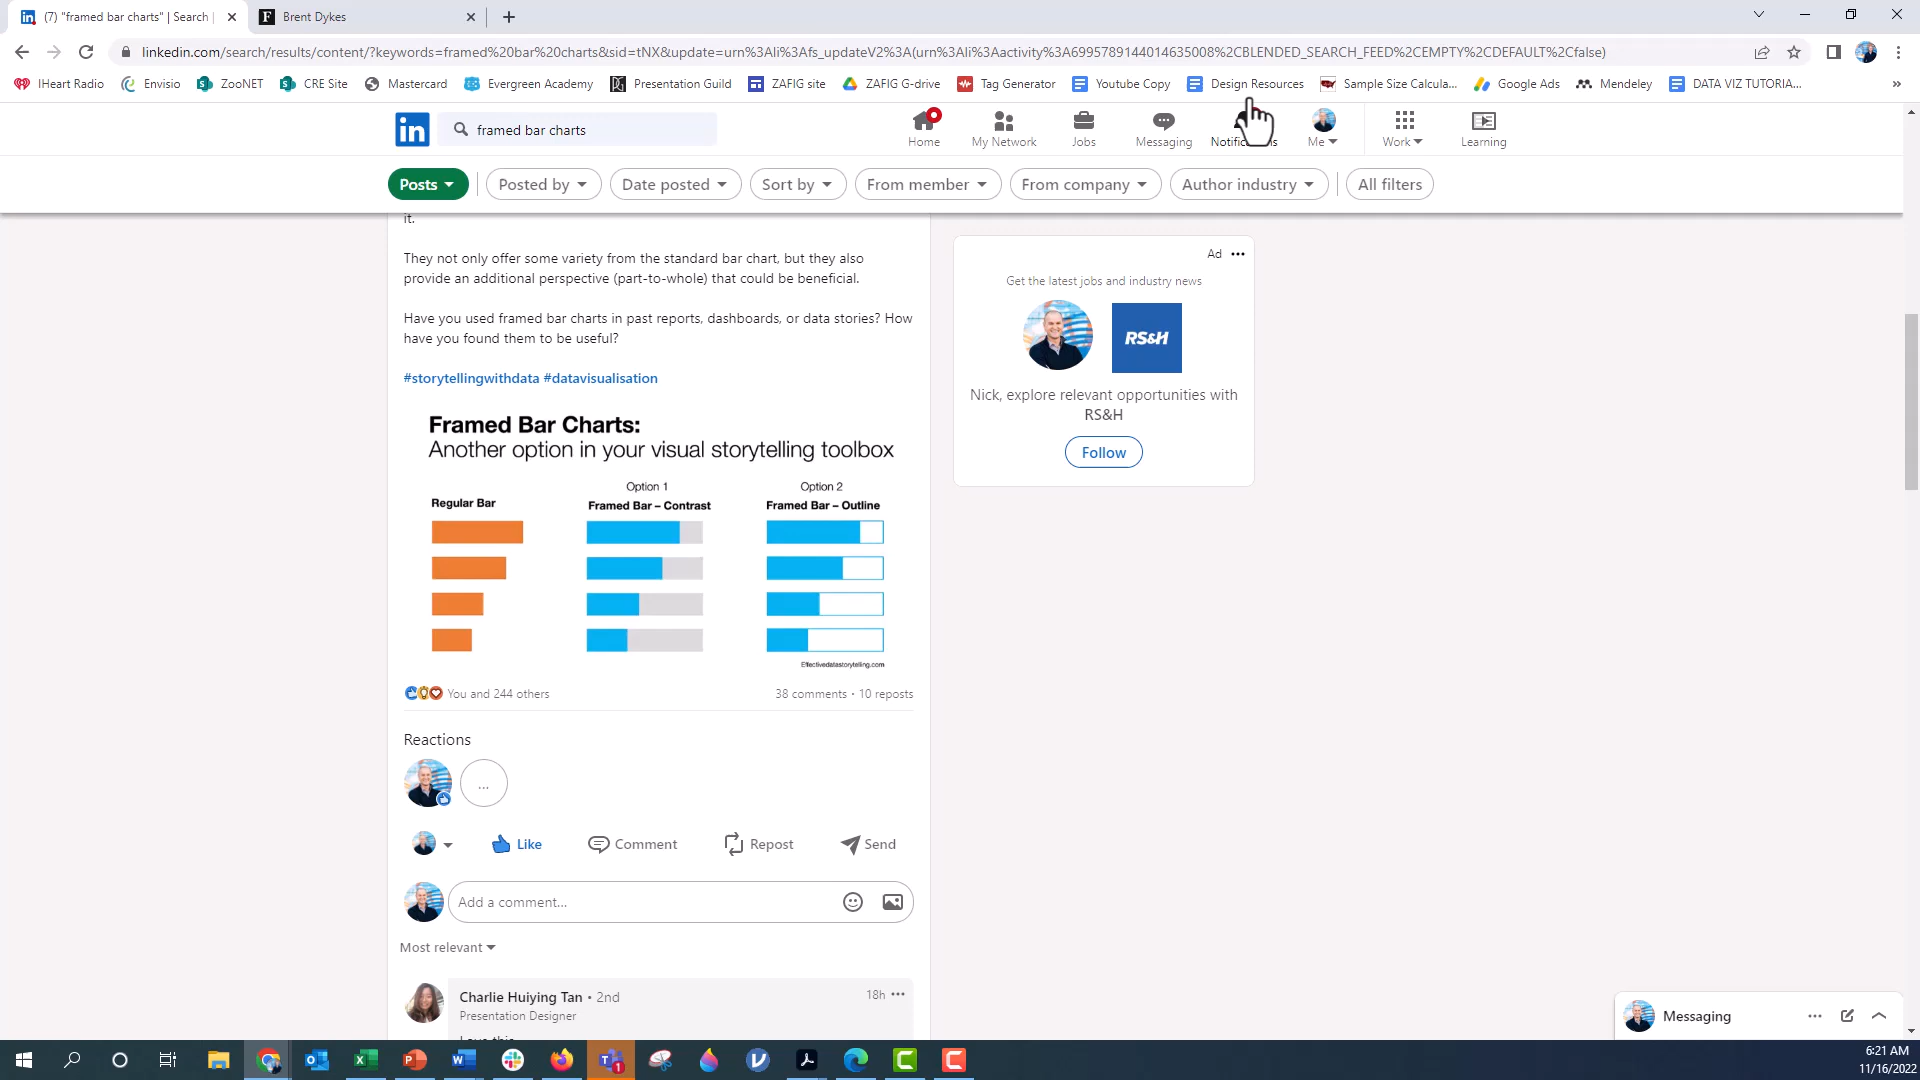 (7) "framed bar charts" | Search |
Brent Dykes
linkedin.com/search/results/content/?keywords=framed%20bar%20charts&sid=tNX&update=urn%3Ali%3Afs_updateV2%3A(urn%3Ali%3Aactivity%3A6995789144014635008%2CBLENDED_SEARCH_FEED%2CEMPTY%2CDEFAULT%2Cfalse)
IHeart Radio Envisio ZooNET CRE Site Mastercard Evergreen Academy Presentation Guild ZAFIG site ZAFIG G-drive Tag Generator Youtube Copy Design Resources Sample Size Calcula... Google Ads Mendeley DATA VIZ TUTORIA... »
in framed bar charts
Home My Network Jobs Messaging Me Work Learning
Posts Posted by Date posted Sort by From member From company Author industry All filters
it.
They not only offer some variety from the standard bar chart, but they also
provide an additional perspective (part-to-whole) that could be beneficial.
Have you used framed bar charts in past reports, dashboards, or data stories? How
have you found them to be useful?
#storytellingwithdata #datavisualisation
Framed Bar Charts:
Another option in your visual storytelling toolbox
Regular Bar
Option 1
Framed Bar – Contrast
Option 2
Framed Bar – Outline
Effectivedatastorytelling.com
You and 244 others 38 comments • 10 reposts
Reactions
...
Like Comment Repost Send
Add a comment...
Most relevant
Charlie Huiying Tan • 2nd 18h
Presentation Designer
Ad
Get the latest jobs and industry news
RS&H
Nick, explore relevant opportunities with
RS&H
Follow
Messaging
6:21 AM
11/16/2022